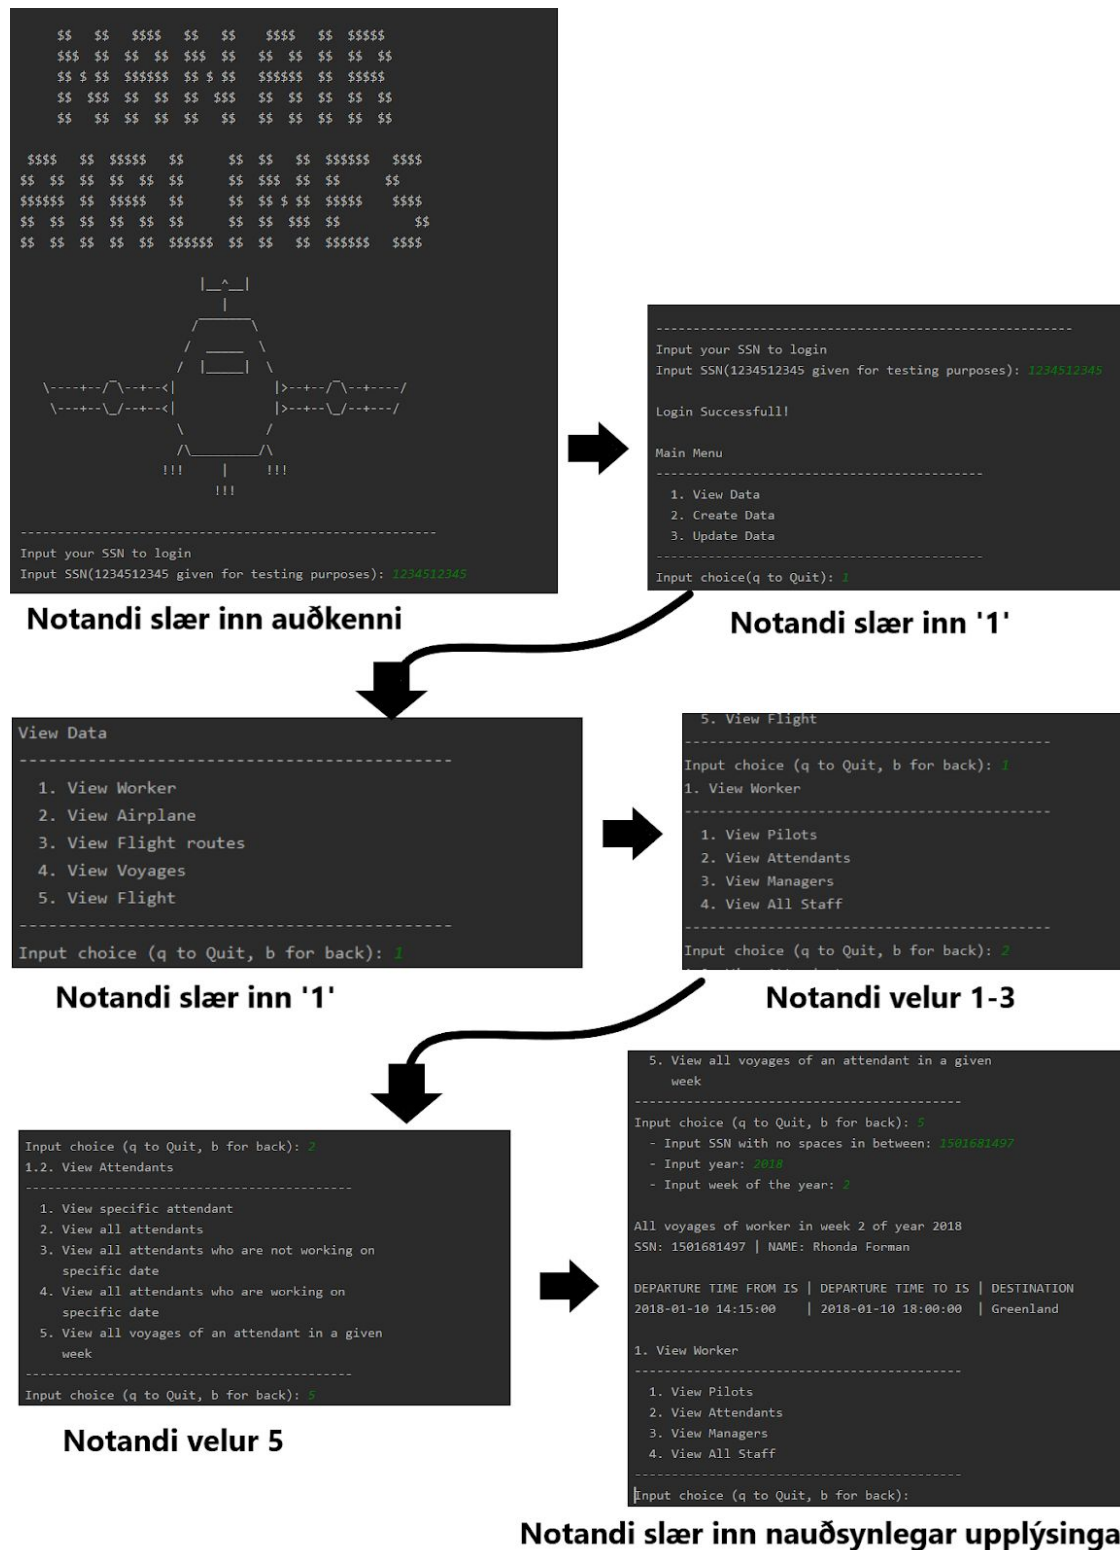 NAN AIR
AIRLINES
Input your SSN to login
Input SSN(1234512345 given for testing purposes): 1234512345
Notandi slær inn auðkenni
Input your SSN to login
Input SSN(1234512345 given for testing purposes): 1234512345
Login Successfull!
Main Menu
1. View Data
2. Create Data
3. Update Data
Input choice(q to Quit): 1
Notandi slær inn '1'
View Data
1. View Worker
2. View Airplane
3. View Flight routes
4. View Voyages
5. View Flight
Input choice (q to Quit, b for back): 1
Notandi slær inn '1'
5. View Flight
Input choice (q to Quit, b for back): 1
1. View Worker
1. View Pilots
2. View Attendants
3. View Managers
4. View All Staff
Input choice (q to Quit, b for back): 2
Notandi velur 1-3
Input choice (q to Quit, b for back): 2
1.2. View Attendants
1. View specific attendant
2. View all attendants
3. View all attendants who are not working on
specific date
4. View all attendants who are working on
specific date
5. View all voyages of an attendant in a given
week
Input choice (q to Quit, b for back): 5
Notandi velur 5
5. View all voyages of an attendant in a given
week
Input choice (q to Quit, b for back): 5
- Input SSN with no spaces in between: 1501681497
- Input year: 2018
- Input week of the year: 2
All voyages of worker in week 2 of year 2018
SSN: 1501681497 | NAME: Rhonda Forman
DEPARTURE TIME FROM IS | DEPARTURE TIME TO IS | DESTINATION
2018-01-10 14:15:00 | 2018-01-10 18:00:00 | Greenland
1. View Worker
1. View Pilots
2. View Attendants
3. View Managers
4. View All Staff
Input choice (q to Quit, b for back):
Notandi slær inn nauðsynlegar upplýsinga